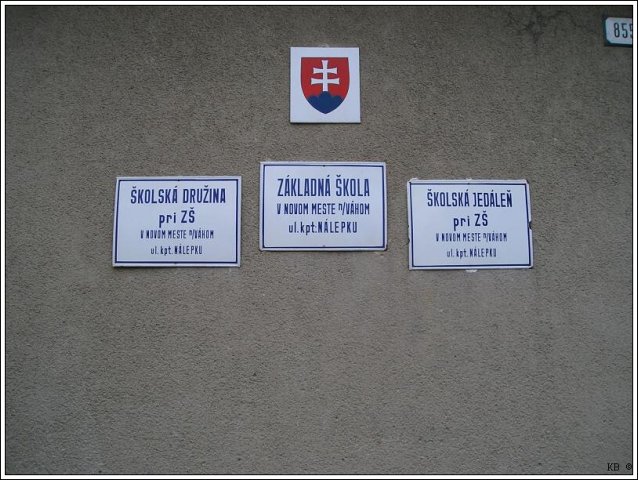 855
ŠKOLSKÁ DRUŽINA
pri ZŠ
V NOVOM MESTE n/VÁHOM
ul. kpt. NÁLEPKU
ZÁKLADNÁ ŠKOLA
V NOVOM MESTE n/VÁHOM
ul. kpt. NÁLEPKU
ŠKOLSKÁ JEDÁLEŇ
pri ZŠ
V NOVOM MESTE n/VÁHOM
ul. kpt. NÁLEPKU
KB ©